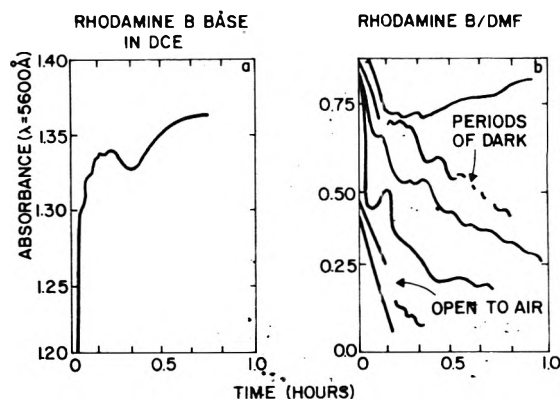 RHODAMINE B BÅSE
IN DCE
RHODAMINE B/DMF
ABSORBANCE (λ=5600Å)
1.40
1.35
1.30
1.25
1.20
0
0.5
1.0
a
0.75
0.50
0.25
0.0
0
0.5
1.0
b
PERIODS
OF DARK
OPEN TO AIR
TIME (HOURS)